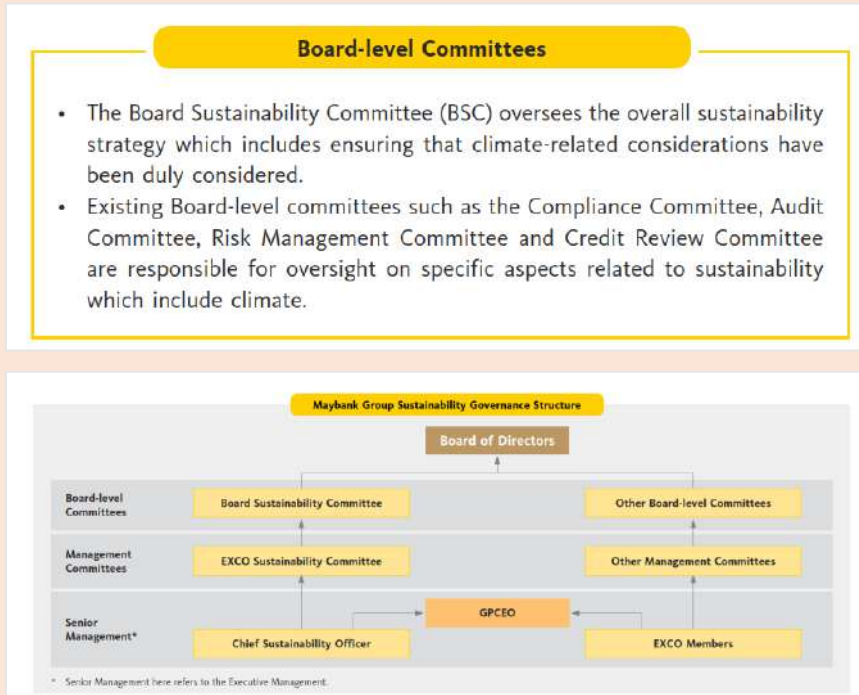 Board-level Committees
• The Board Sustainability Committee (BSC) oversees the overall sustainability
strategy which includes ensuring that climate-related considerations have
been duly considered.
• Existing Board-level committees such as the Compliance Committee, Audit
Committee, Risk Management Committee and Credit Review Committee
are responsible for oversight on specific aspects related to sustainability
which include climate.
Maybank Group Sustainability Governance Structure
Board of Directors
Board-level
Committees
Board Sustainability Committee
Other Board-level Committees
Management
Committees
EXCO Sustainability Committee
Other Management Committees
Senior
Management*
GPCEO
Chief Sustainability Officer
EXCO Members
* Senior Management here refers to the Executive Management.